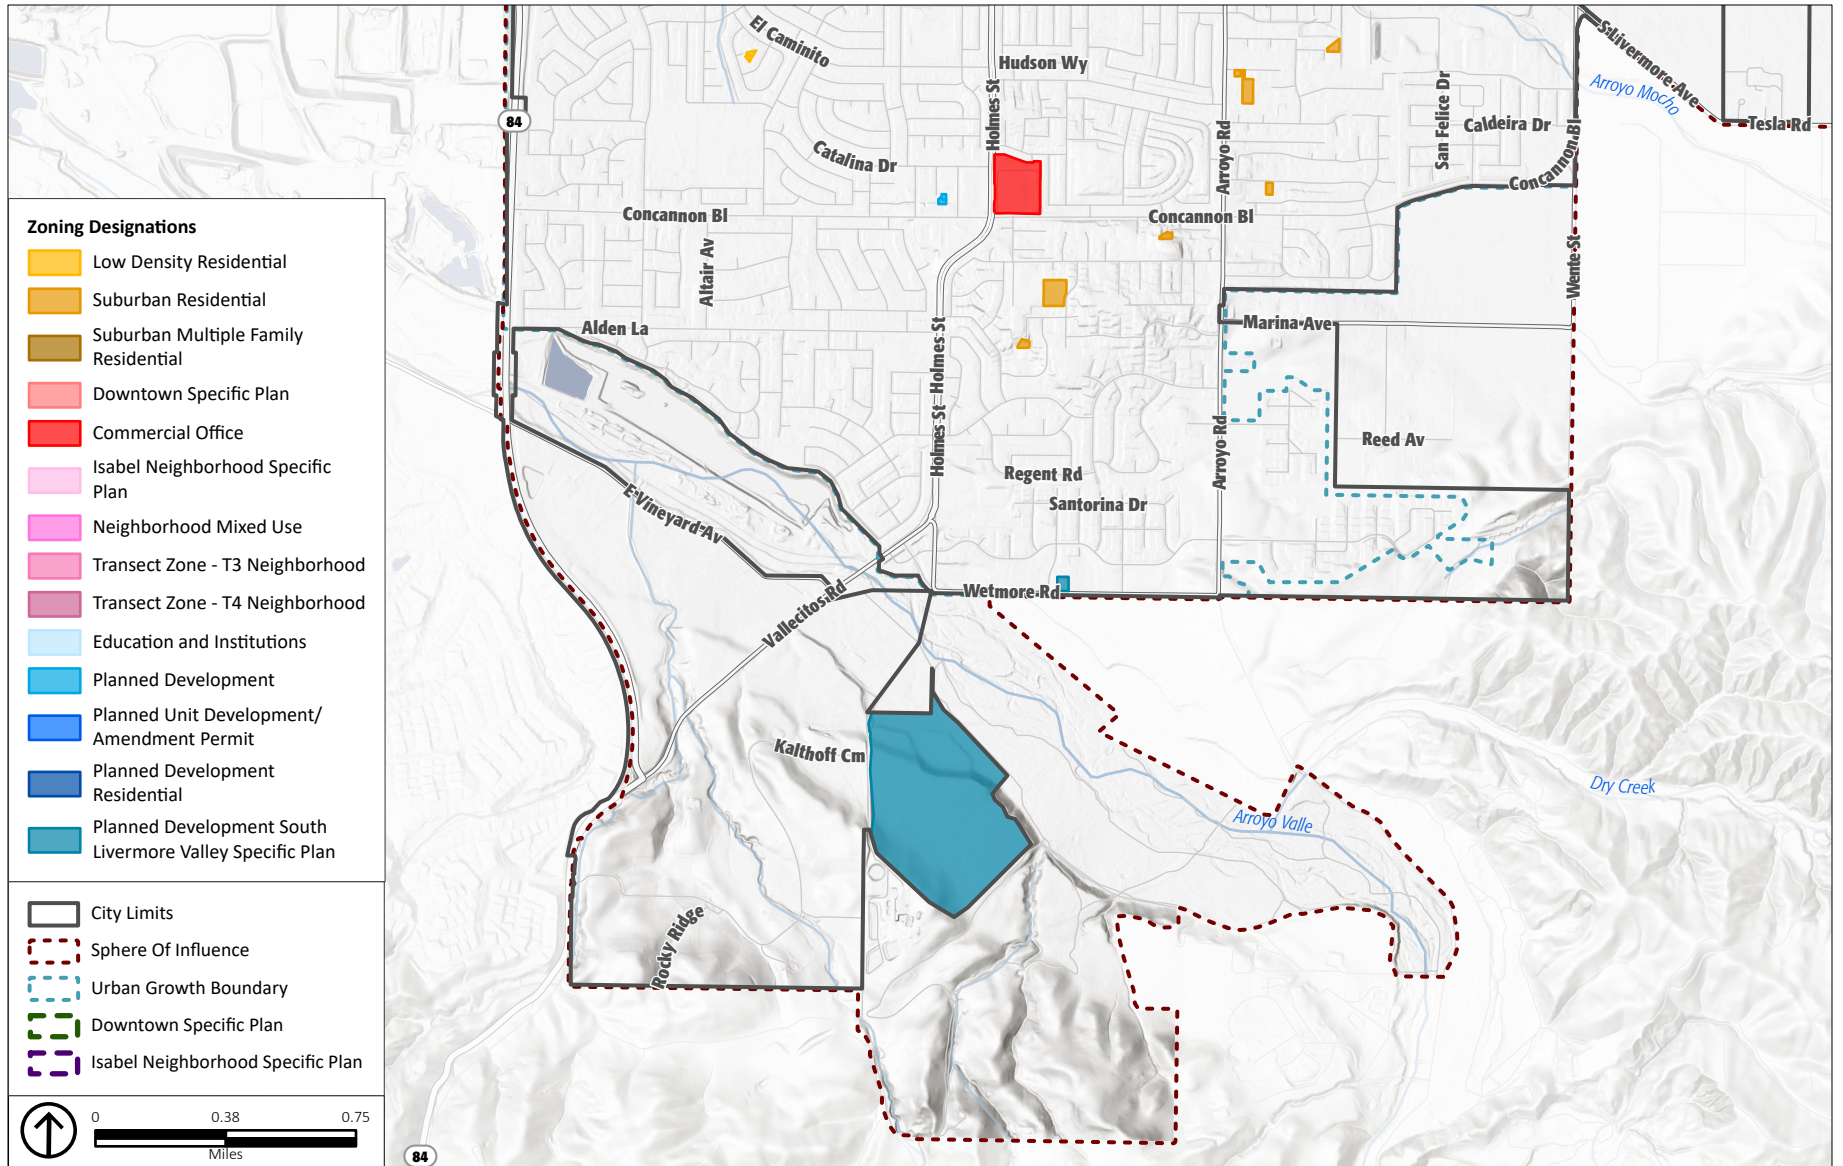 El Caminito
Hudson Wy
Holmes St
84
Catalina Dr
Concannon Bl
Altair Av
Alden La
Arroyo Rd
San Felice Dr
Caldeira Dr
Concannon Bl
S Livermore Ave
Arroyo Mocho
Tesla Rd
Concannon Bl
Wente St
Marina Ave
Reed Av
Holmes St
Holmes St
Regent Rd
Santorina Dr
Arroyo Rd
E Vineyard Av
Vallecitos Rd
Wetmore Rd
Kalthoff Cm
Rocky Ridge
Arroyo Valle
Dry Creek
84
Zoning Designations
Low Density Residential
Suburban Residential
Suburban Multiple Family
Residential
Downtown Specific Plan
Commercial Office
Isabel Neighborhood Specific
Plan
Neighborhood Mixed Use
Transect Zone - T3 Neighborhood
Transect Zone - T4 Neighborhood
Education and Institutions
Planned Development
Planned Unit Development/
Amendment Permit
Planned Development
Residential
Planned Development South
Livermore Valley Specific Plan
City Limits
Sphere Of Influence
Urban Growth Boundary
Downtown Specific Plan
Isabel Neighborhood Specific Plan
0 0.38 0.75
Miles